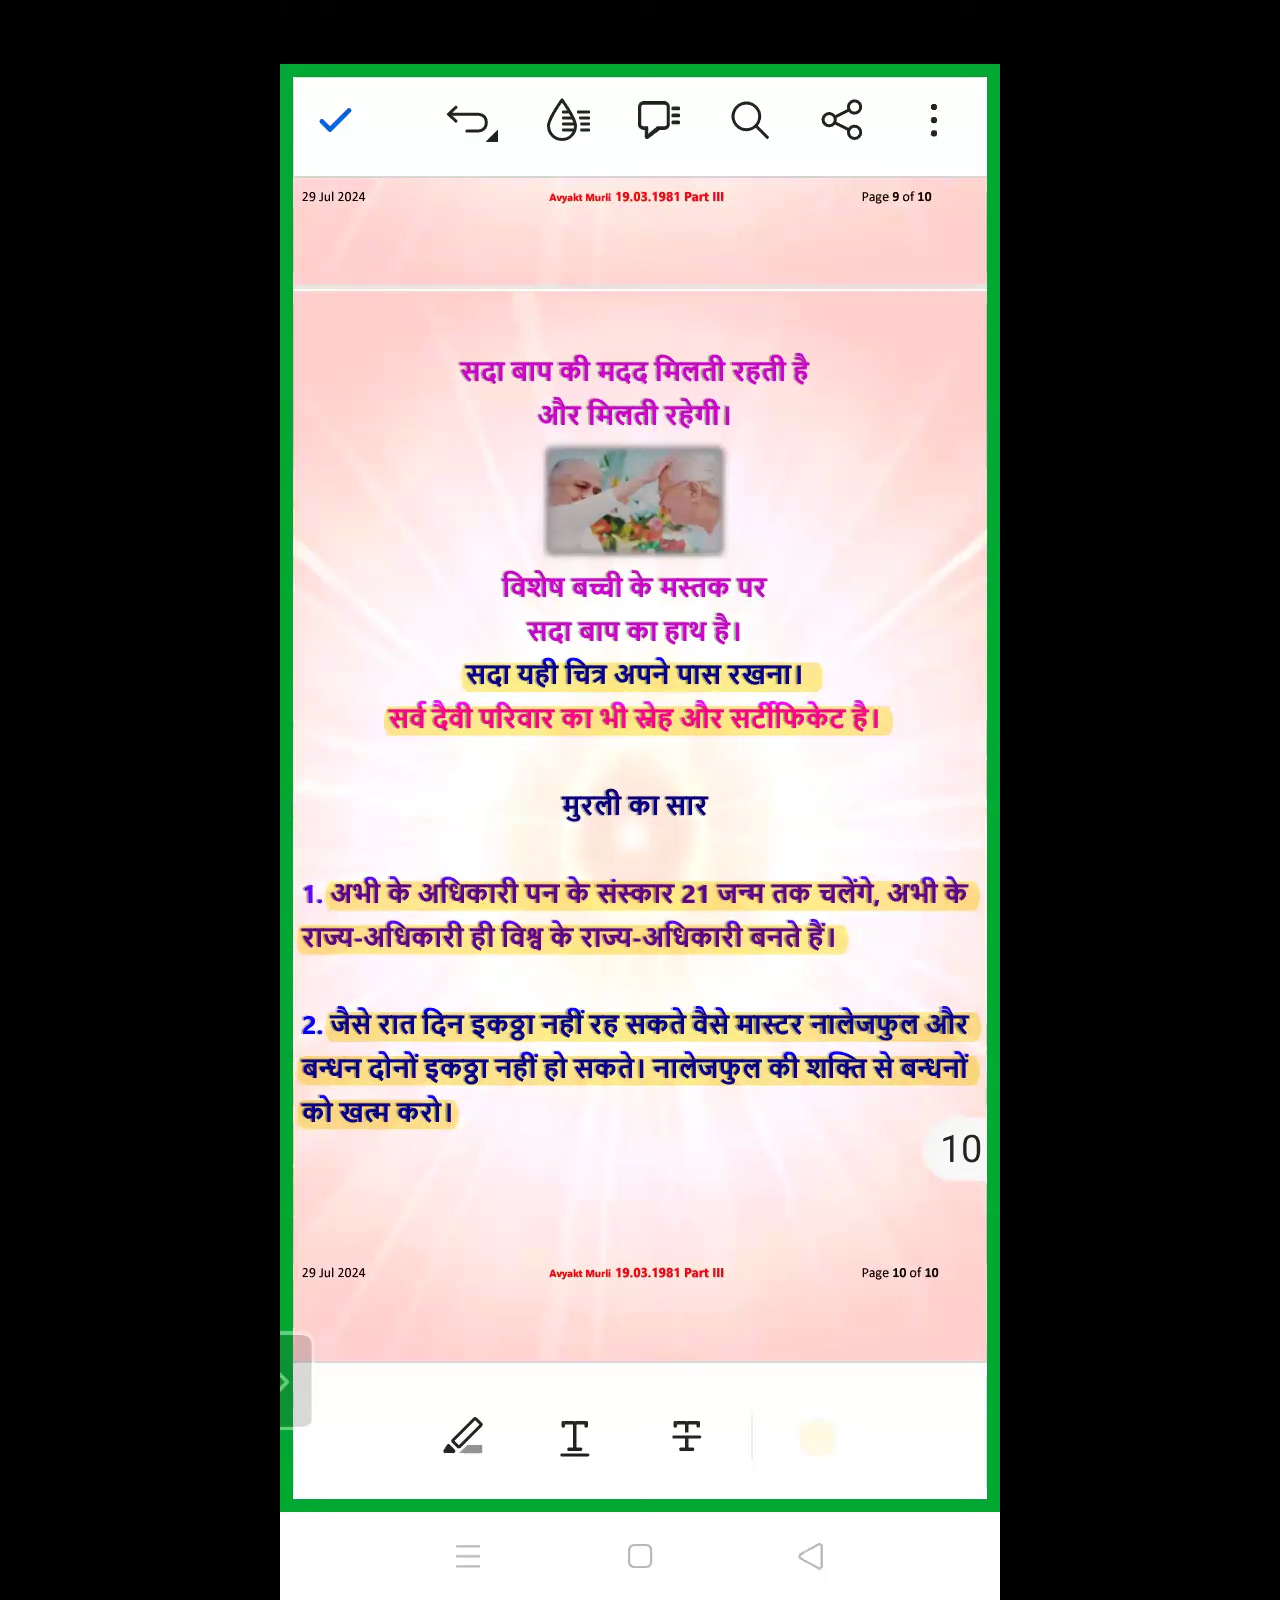 29 Jul 2024 Avyakt Murli 19.03.1981 Part III Page 9 of 10
सदा बाप की मदद मिलती रहती है
और मिलती रहेगी।
विशेष बच्ची के मस्तक पर
सदा बाप का हाथ है।
सदा यही चित्र अपने पास रखना।
सर्व दैवी परिवार का भी स्नेह और सर्टीफिकेट है।
मुरली का सार
1. अभी के अधिकारी पन के संस्कार 21 जन्म तक चलेंगे, अभी के
राज्य-अधिकारी ही विश्व के राज्य-अधिकारी बनते हैं।
2. जैसे रात दिन इकठ्ठा नहीं रह सकते वैसे मास्टर नालेजफुल और
बन्धन दोनों इकठ्ठा नहीं हो सकते। नालेजफुल की शक्ति से बन्धनों
को खत्म करो।
10
29 Jul 2024 Avyakt Murli 19.03.1981 Part III Page 10 of 10